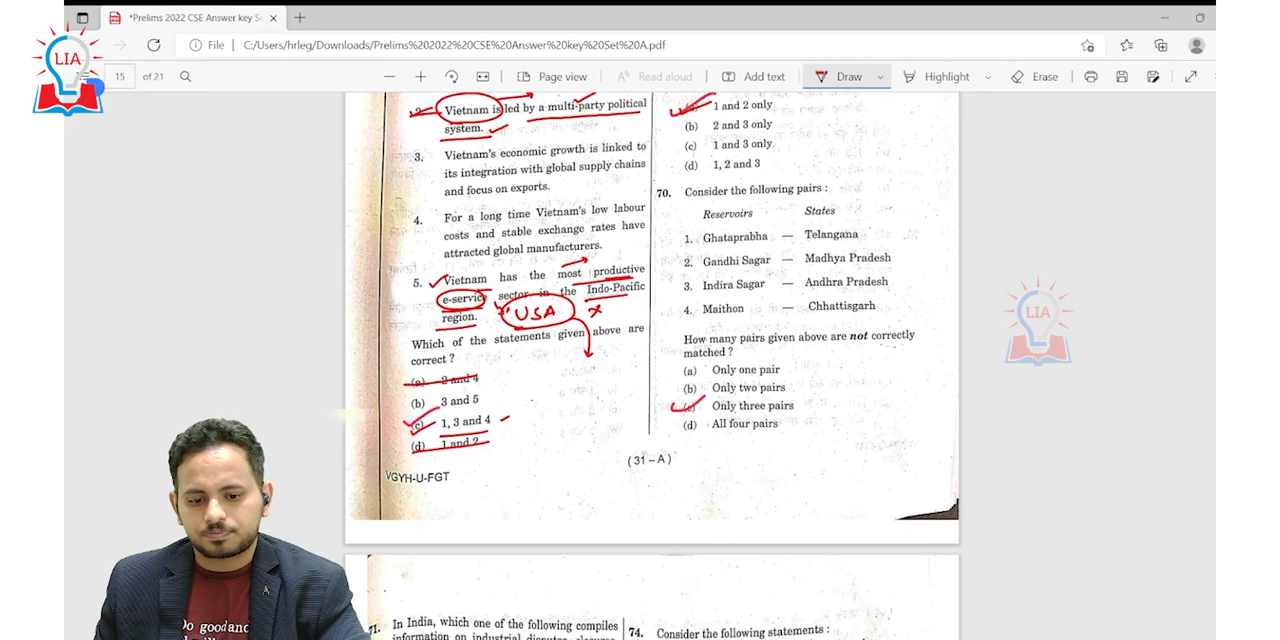 *Prelims 2022 CSE Answer key Se
File
C:/Users/hrleg/Downloads/Prelims%202022%20CSE%20Answer%20key%20Set%20A.pdf
LIA
15 of 21
Page view
Read aloud
Add text
Draw
Highlight
Erase
Vietnam is led by a multi-party political
system.
3. Vietnam's economic growth is linked to
its integration with global supply chains
and focus on exports.
4. For a long time Vietnam's low labour
costs and stable exchange rates have
attracted global manufacturers.
5. Vietnam has the most productive
e-service sector in the Indo-Pacific
region.
USA
Which of the statements given above are
correct ?
(a) 2 and 4
(b) 3 and 5
(c) 1, 3 and 4
(d) 1 and 2
VGYH-U-FGT
1 and 2 only
(b) 2 and 3 only
(c) 1 and 3 only
(d) 1, 2 and 3
70. Consider the following pairs :
Reservoirs States
1. Ghataprabha — Telangana
2. Gandhi Sagar — Madhya Pradesh
3. Indira Sagar — Andhra Pradesh
4. Maithon — Chhattisgarh
How many pairs given above are not correctly
matched ?
(a) Only one pair
(b) Only two pairs
(c) Only three pairs
(d) All four pairs
(31 – A)
LIA
71. In India, which one of the following compiles
information on industrial
74. Consider the following statements :
Do good and